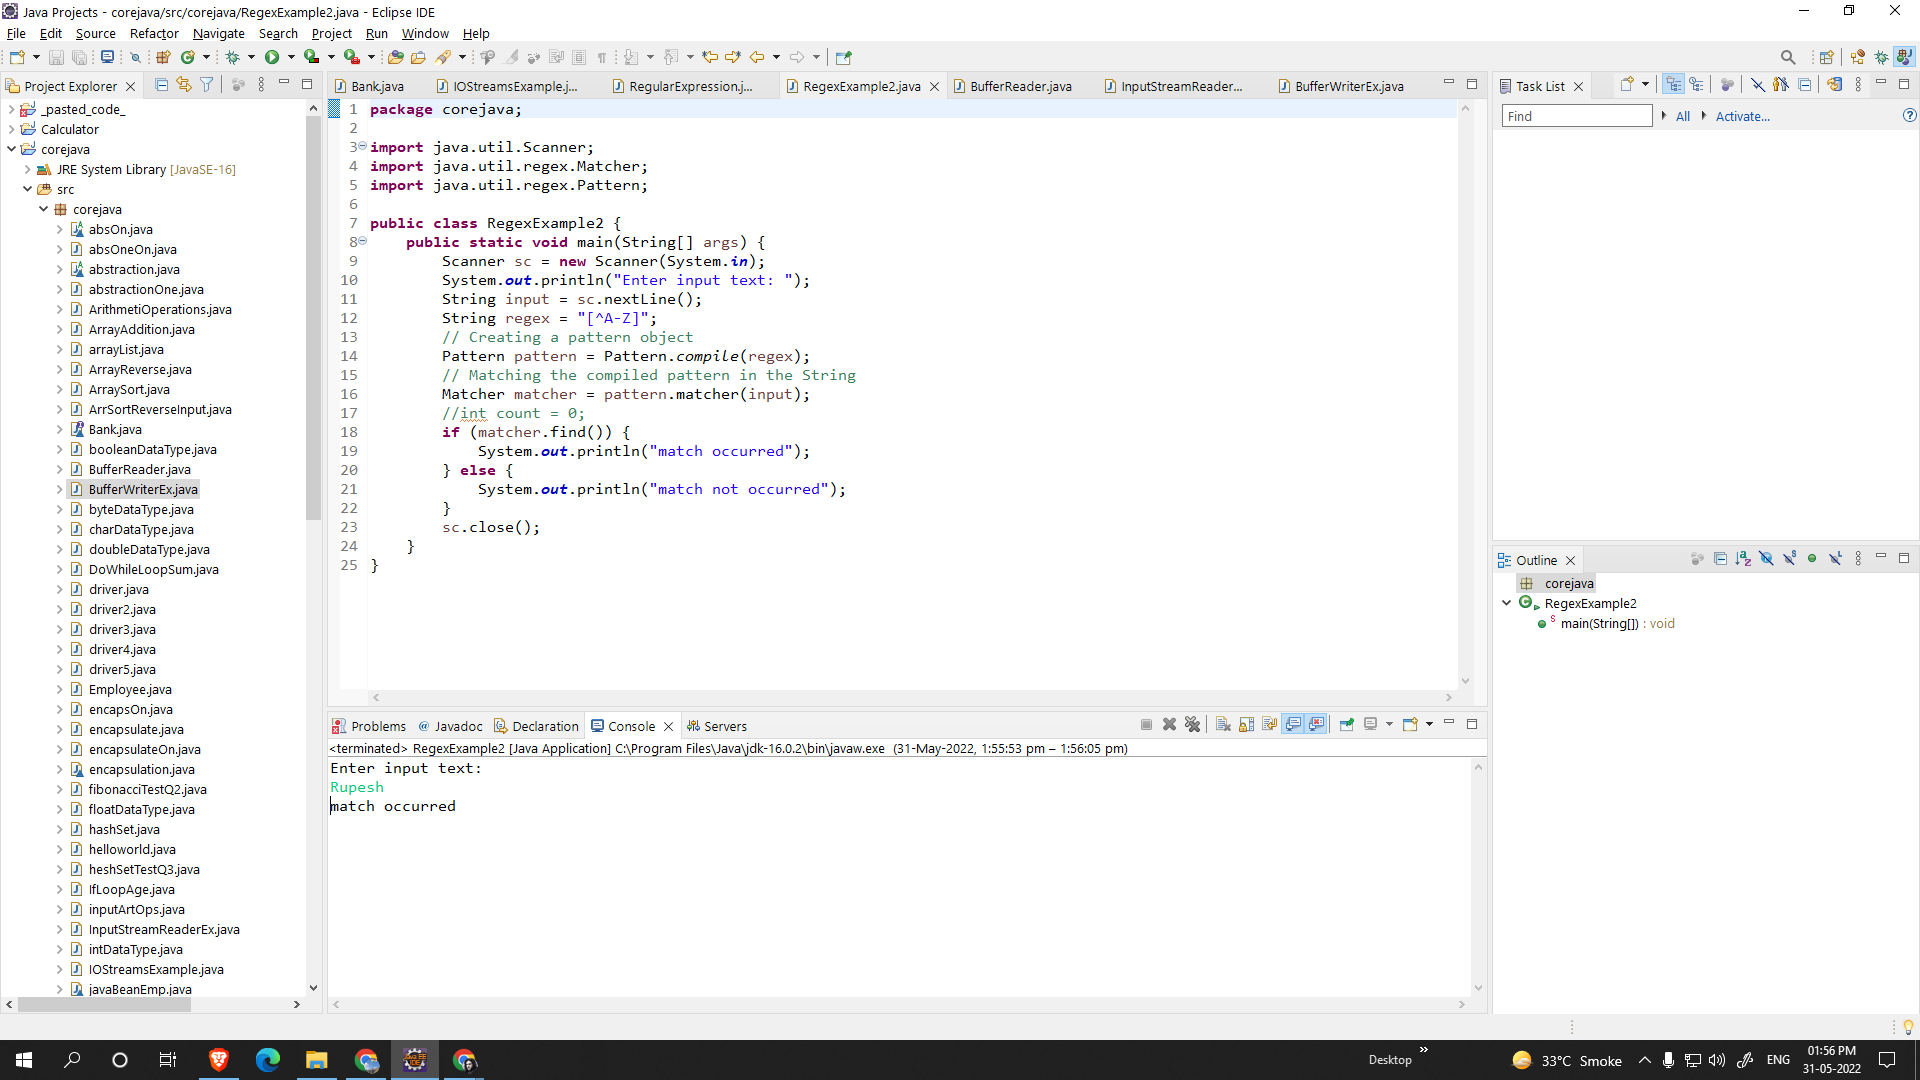 Java Projects - corejava/src/corejava/RegexExample2.java - Eclipse IDE
File Edit Source Refactor Navigate Search Project Run Window Help
Project Explorer
_pasted_code_
Calculator
corejava
JRE System Library [JavaSE-16]
src
corejava
absOn.java
absOneOn.java
abstraction.java
abstractionOne.java
ArithmetiOperations.java
ArrayAddition.java
arrayList.java
ArrayReverse.java
ArraySort.java
ArrSortReverseInput.java
Bank.java
booleanDataType.java
BufferReader.java
BufferWriterEx.java
byteDataType.java
charDataType.java
doubleDataType.java
DoWhileLoopSum.java
driver.java
driver2.java
driver3.java
driver4.java
driver5.java
Employee.java
encapsOn.java
encapsulate.java
encapsulateOn.java
encapsulation.java
fibonacciTestQ2.java
floatDataType.java
hashSet.java
helloworld.java
heshSetTestQ3.java
IfLoopAge.java
inputArtOps.java
InputStreamReaderEx.java
intDataType.java
IOStreamsExample.java
javaBeanEmp.java
Bank.java IOStreamsExample.j... RegularExpression.j... RegexExample2.java BufferReader.java InputStreamReader... BufferWriterEx.java
1 package corejava;
2
3 import java.util.Scanner;
4 import java.util.regex.Matcher;
5 import java.util.regex.Pattern;
6
7 public class RegexExample2 {
8 public static void main(String[] args) {
9 Scanner sc = new Scanner(System.in);
10 System.out.println("Enter input text: ");
11 String input = sc.nextLine();
12 String regex = "[^A-Z]";
13 // Creating a pattern object
14 Pattern pattern = Pattern.compile(regex);
15 // Matching the compiled pattern in the String
16 Matcher matcher = pattern.matcher(input);
17 //int count = 0;
18 if (matcher.find()) {
19 System.out.println("match occurred");
20 } else {
21 System.out.println("match not occurred");
22 }
23 sc.close();
24 }
25 }
Problems @ Javadoc Declaration Console Servers
<terminated> RegexExample2 [Java Application] C:\Program Files\Java\jdk-16.0.2\bin\javaw.exe (31-May-2022, 1:55:53 pm – 1:56:05 pm)
Enter input text:
Rupesh
match occurred
Task List
Find All Activate...
Outline
corejava
RegexExample2
main(String[]) : void
Desktop
33°C Smoke
ENG
01:56 PM
31-05-2022